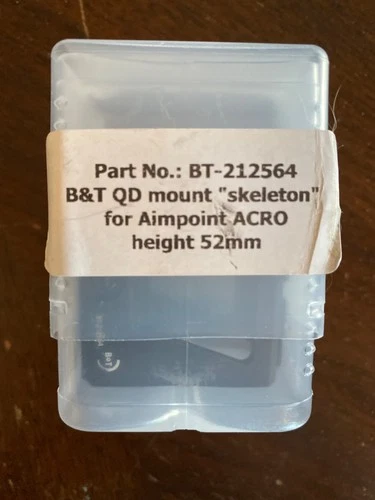 Part No.: BT-212564
B&T QD mount "skeleton"
for Aimpoint ACRO
height 52mm
B&T